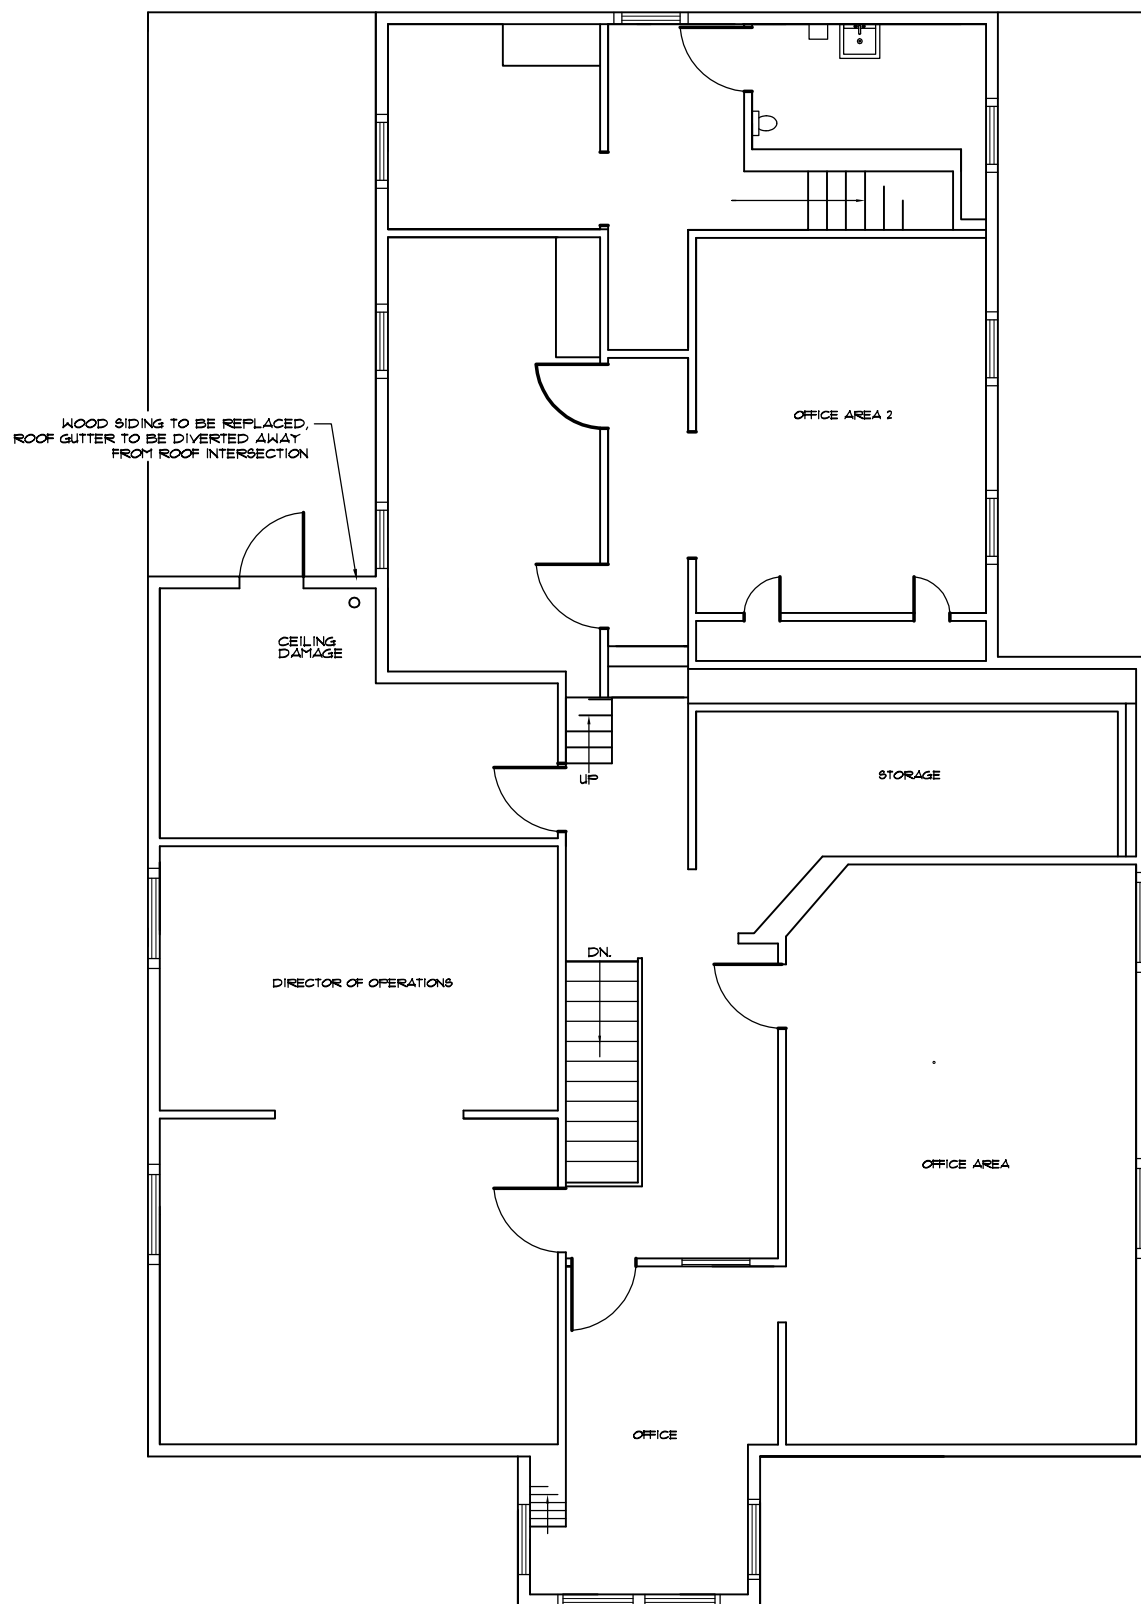 OFFICE AREA 2
WOOD SIDING TO BE REPLACED,
ROOF GUTTER TO BE DIVERTED AWAY
FROM ROOF INTERSECTION
CEILING
DAMAGE
UP
STORAGE
DN.
DIRECTOR OF OPERATIONS
OFFICE AREA
OFFICE